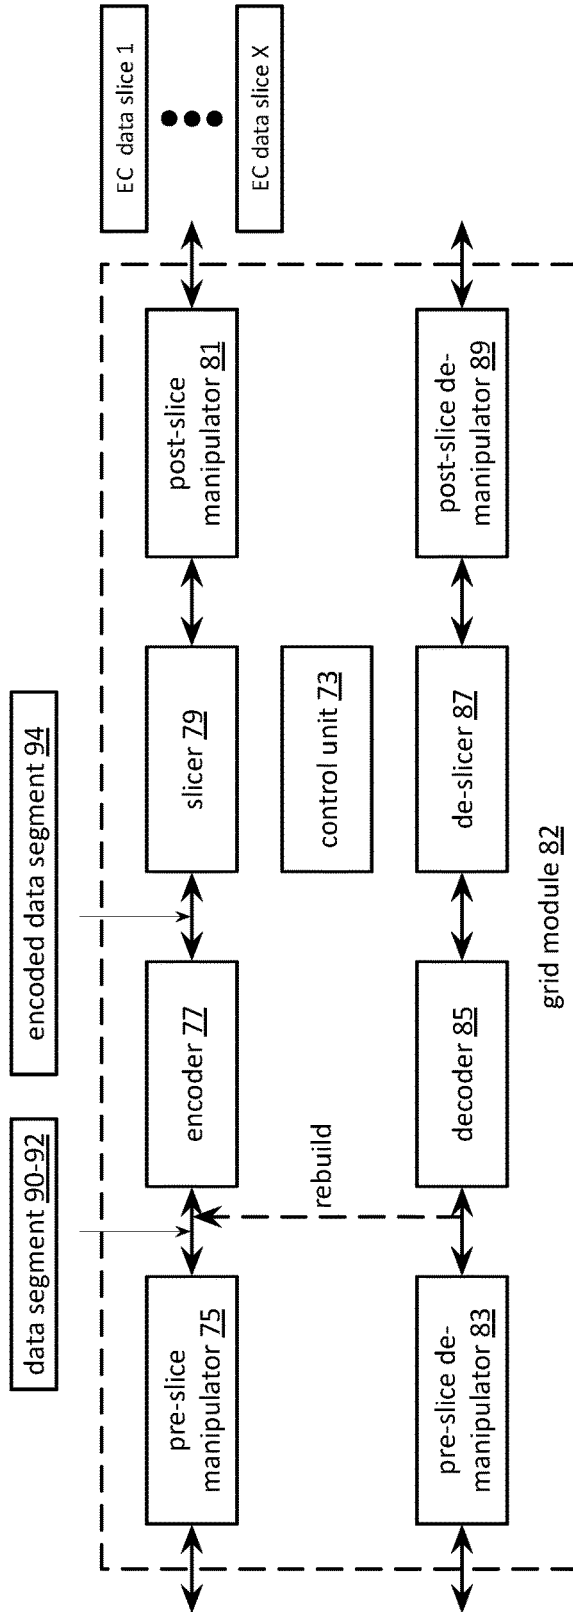 data segment 90-92
encoded data segment 94
pre-slice
manipulator 75
encoder 77
slicer 79
post-slice
manipulator 81
EC data slice 1
EC data slice X
rebuild
control unit 73
pre-slice de-
manipulator 83
decoder 85
de-slicer 87
post-slice de-
manipulator 89
grid module 82